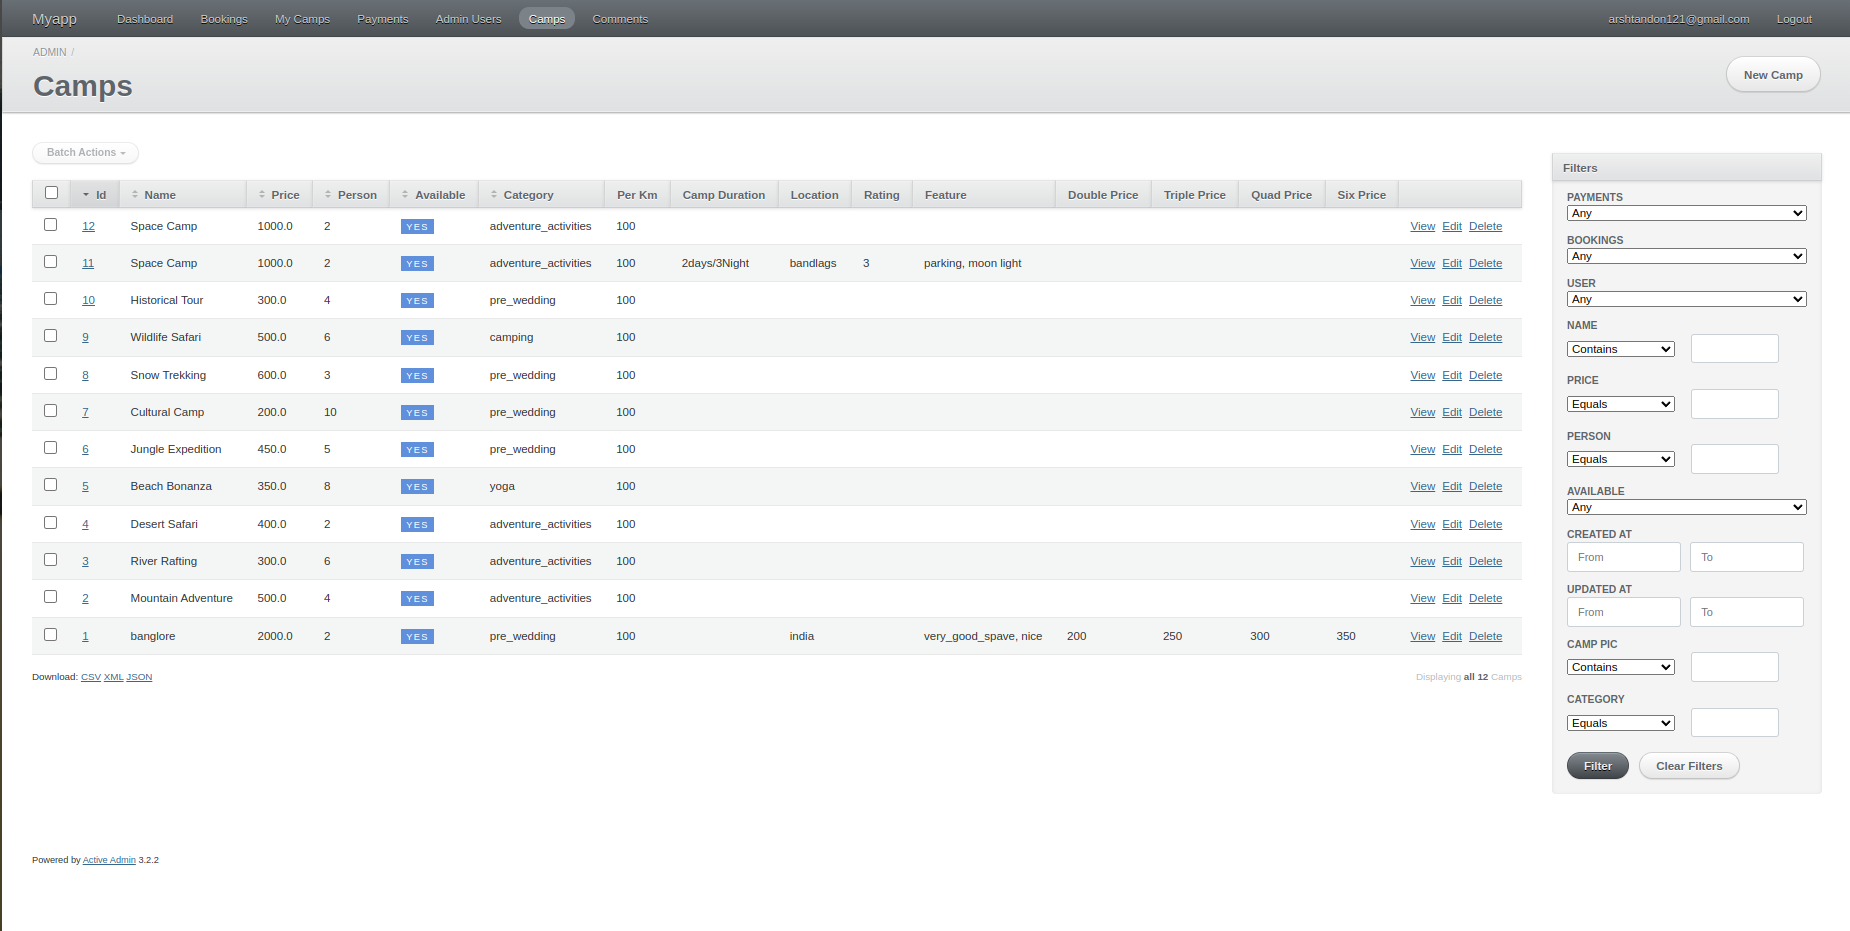 Myapp Dashboard Bookings My Camps Payments Admin Users Camps Comments arshtandon121@gmail.com Logout
ADMIN /
Camps
New Camp
Batch Actions
Id Name Price Person Available Category Per Km Camp Duration Location Rating Feature Double Price Triple Price Quad Price Six Price
12 Space Camp 1000.0 2 YES adventure_activities 100 View Edit Delete
11 Space Camp 1000.0 2 YES adventure_activities 100 2days/3Night bandlags 3 parking, moon light View Edit Delete
10 Historical Tour 300.0 4 YES pre_wedding 100 View Edit Delete
9 Wildlife Safari 500.0 6 YES camping 100 View Edit Delete
8 Snow Trekking 600.0 3 YES pre_wedding 100 View Edit Delete
7 Cultural Camp 200.0 10 YES pre_wedding 100 View Edit Delete
6 Jungle Expedition 450.0 5 YES pre_wedding 100 View Edit Delete
5 Beach Bonanza 350.0 8 YES yoga 100 View Edit Delete
4 Desert Safari 400.0 2 YES adventure_activities 100 View Edit Delete
3 River Rafting 300.0 6 YES adventure_activities 100 View Edit Delete
2 Mountain Adventure 500.0 4 YES adventure_activities 100 View Edit Delete
1 banglore 2000.0 2 YES pre_wedding 100 india very_good_spave, nice 200 250 300 350 View Edit Delete
Download: CSV XML JSON
Displaying all 12 Camps
Filters
PAYMENTS
Any
BOOKINGS
Any
USER
Any
NAME
Contains
PRICE
Equals
PERSON
Equals
AVAILABLE
Any
CREATED AT
From To
UPDATED AT
From To
CAMP PIC
Contains
CATEGORY
Equals
Filter Clear Filters
Powered by Active Admin 3.2.2